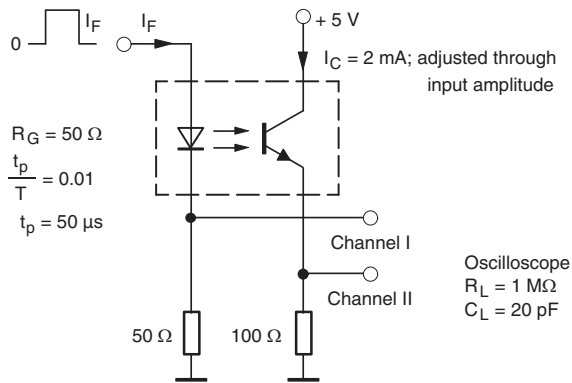 0
I_F
I_F
+ 5 V
I_C = 2 mA; adjusted through
input amplitude
R_G = 50 Ω
t_p
T
= 0.01
t_p = 50 μs
Channel I
Channel II
50 Ω
100 Ω
Oscilloscope
R_L = 1 MΩ
C_L = 20 pF